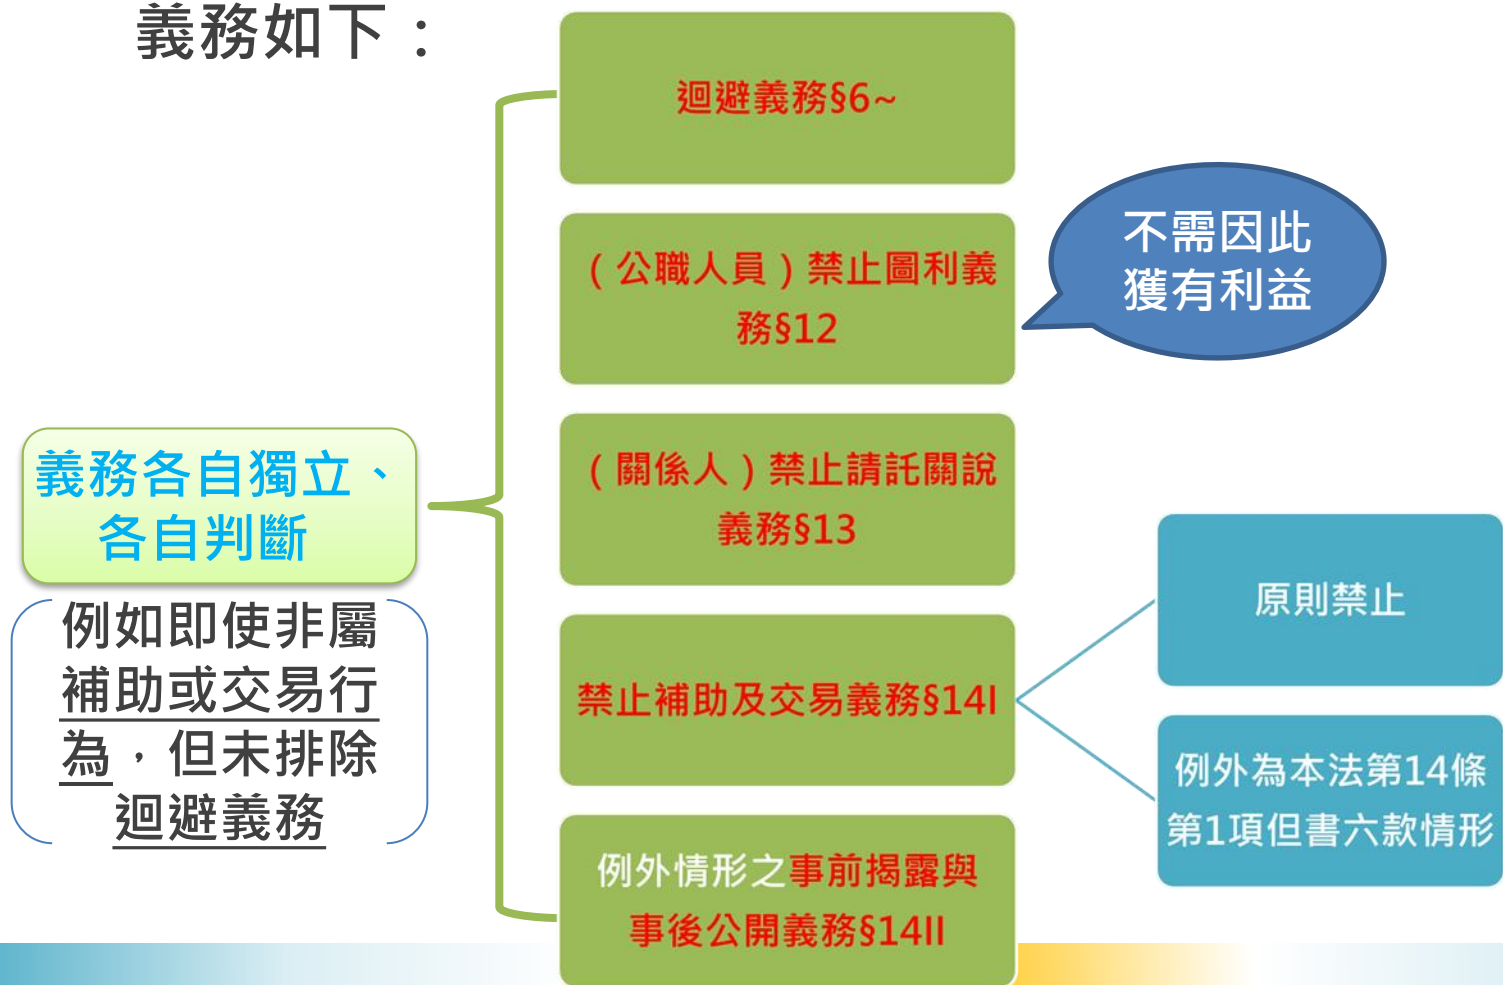 義務如下：
迴避義務§6~
（公職人員）禁止圖利義
務§12
不需因此
獲有利益
（關係人）禁止請託關說
義務§13
義務各自獨立、
各自判斷
例如即使非屬
補助或交易行
為，但未排除
迴避義務
禁止補助及交易義務§14I
原則禁止
例外為本法第14條
第1項但書六款情形
例外情形之事前揭露與
事後公開義務§14II